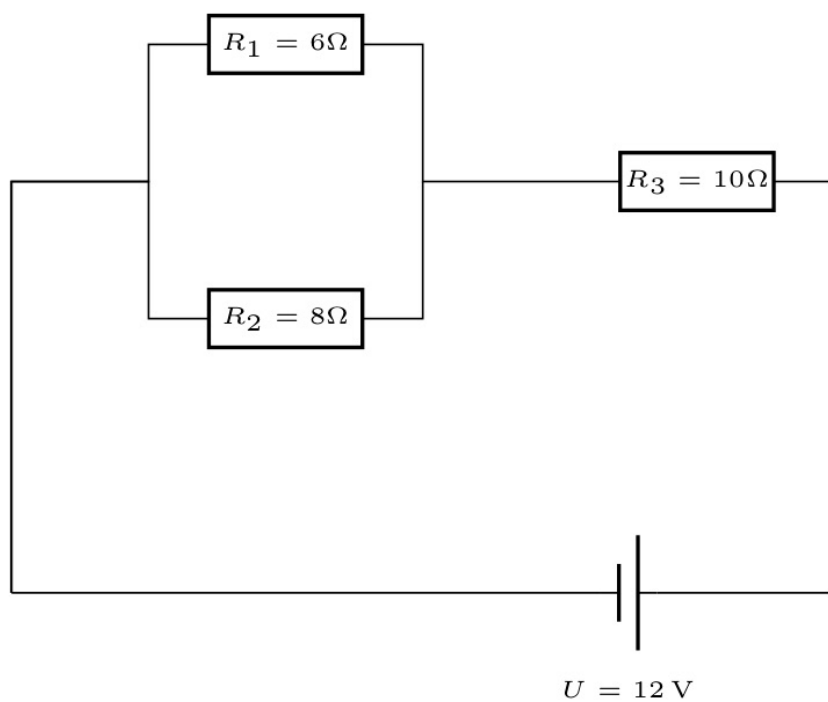 R₁ = 6Ω
R₃ = 10Ω
R₂ = 8Ω
U = 12 V